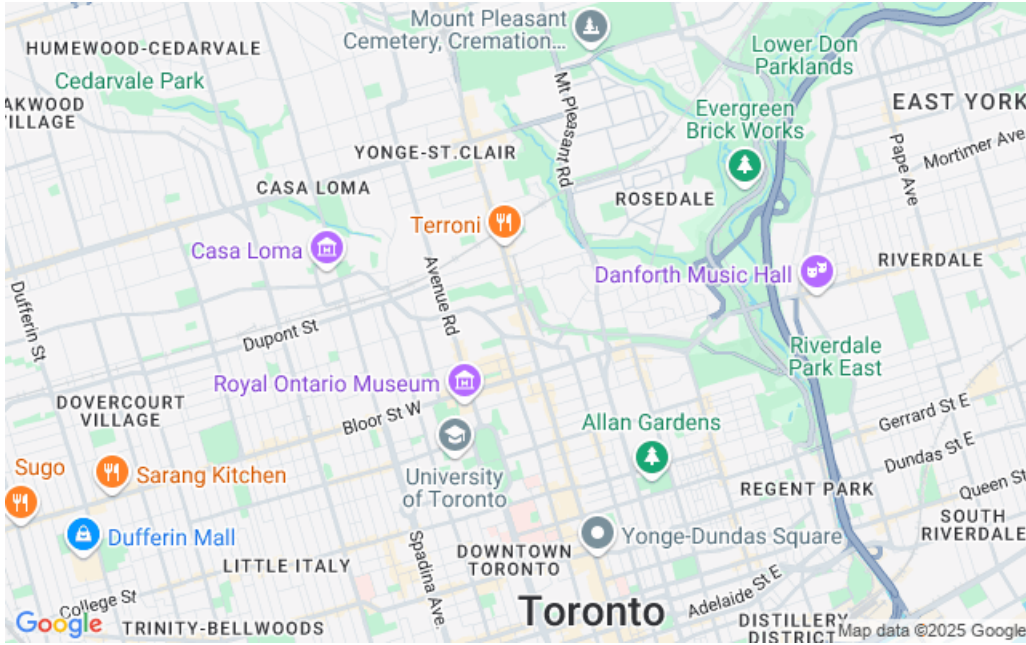 Mount Pleasant
Cemetery, Cremation...
HUMEWOOD-CEDARVALE
Lower Don
Parklands
Cedarvale Park
Mt Pleasant Rd
EAST YORK
AKWOOD
VILLAGE
Evergreen
Brick Works
Pape Ave
Mortimer Ave
YONGE-ST.CLAIR
CASA LOMA
ROSEDALE
Terroni
Casa Loma
Danforth Music Hall
RIVERDALE
Avenue Rd
Dufferin St
Dupont St
Riverdale
Park East
Royal Ontario Museum
DOVERCOURT
VILLAGE
Bloor St W
Allan Gardens
Gerrard St E
Sugo
Sarang Kitchen
University
of Toronto
Dundas St E
REGENT PARK
Queen St
SOUTH
RIVERDALE
Dufferin Mall
Yonge-Dundas Square
LITTLE ITALY
Spadina Ave.
DOWNTOWN
TORONTO
College St
Toronto
Adelaide St E
Google
TRINITY-BELLWOODS
DISTILLERY
DISTRICT
Map data ©2025 Google